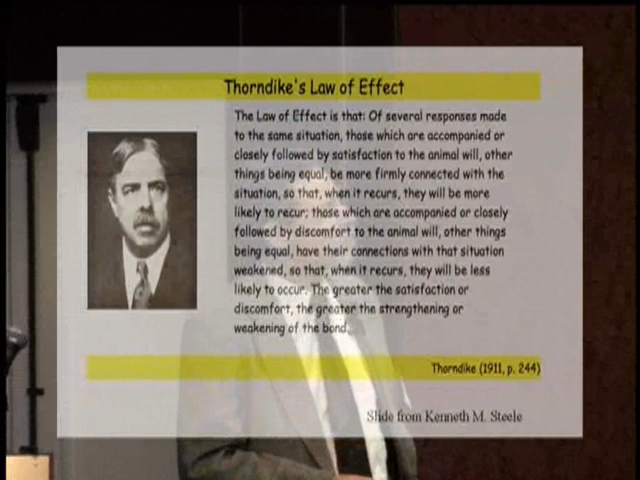 Thorndike's Law of Effect
The Law of Effect is that: Of several responses made
to the same situation, those which are accompanied or
closely followed by satisfaction to the animal will, other
things being equal, be more firmly connected with the
situation, so that, when it recurs, they will be more
likely to recur; those which are accompanied or closely
followed by discomfort to the animal will, other things
being equal, have their connections with that situation
weakened, so that, when it recurs, they will be less
likely to occur. The greater the satisfaction or
discomfort, the greater the strengthening or
weakening of the bond.
Thorndike (1911, p. 244)
Slide from Kenneth M. Steele